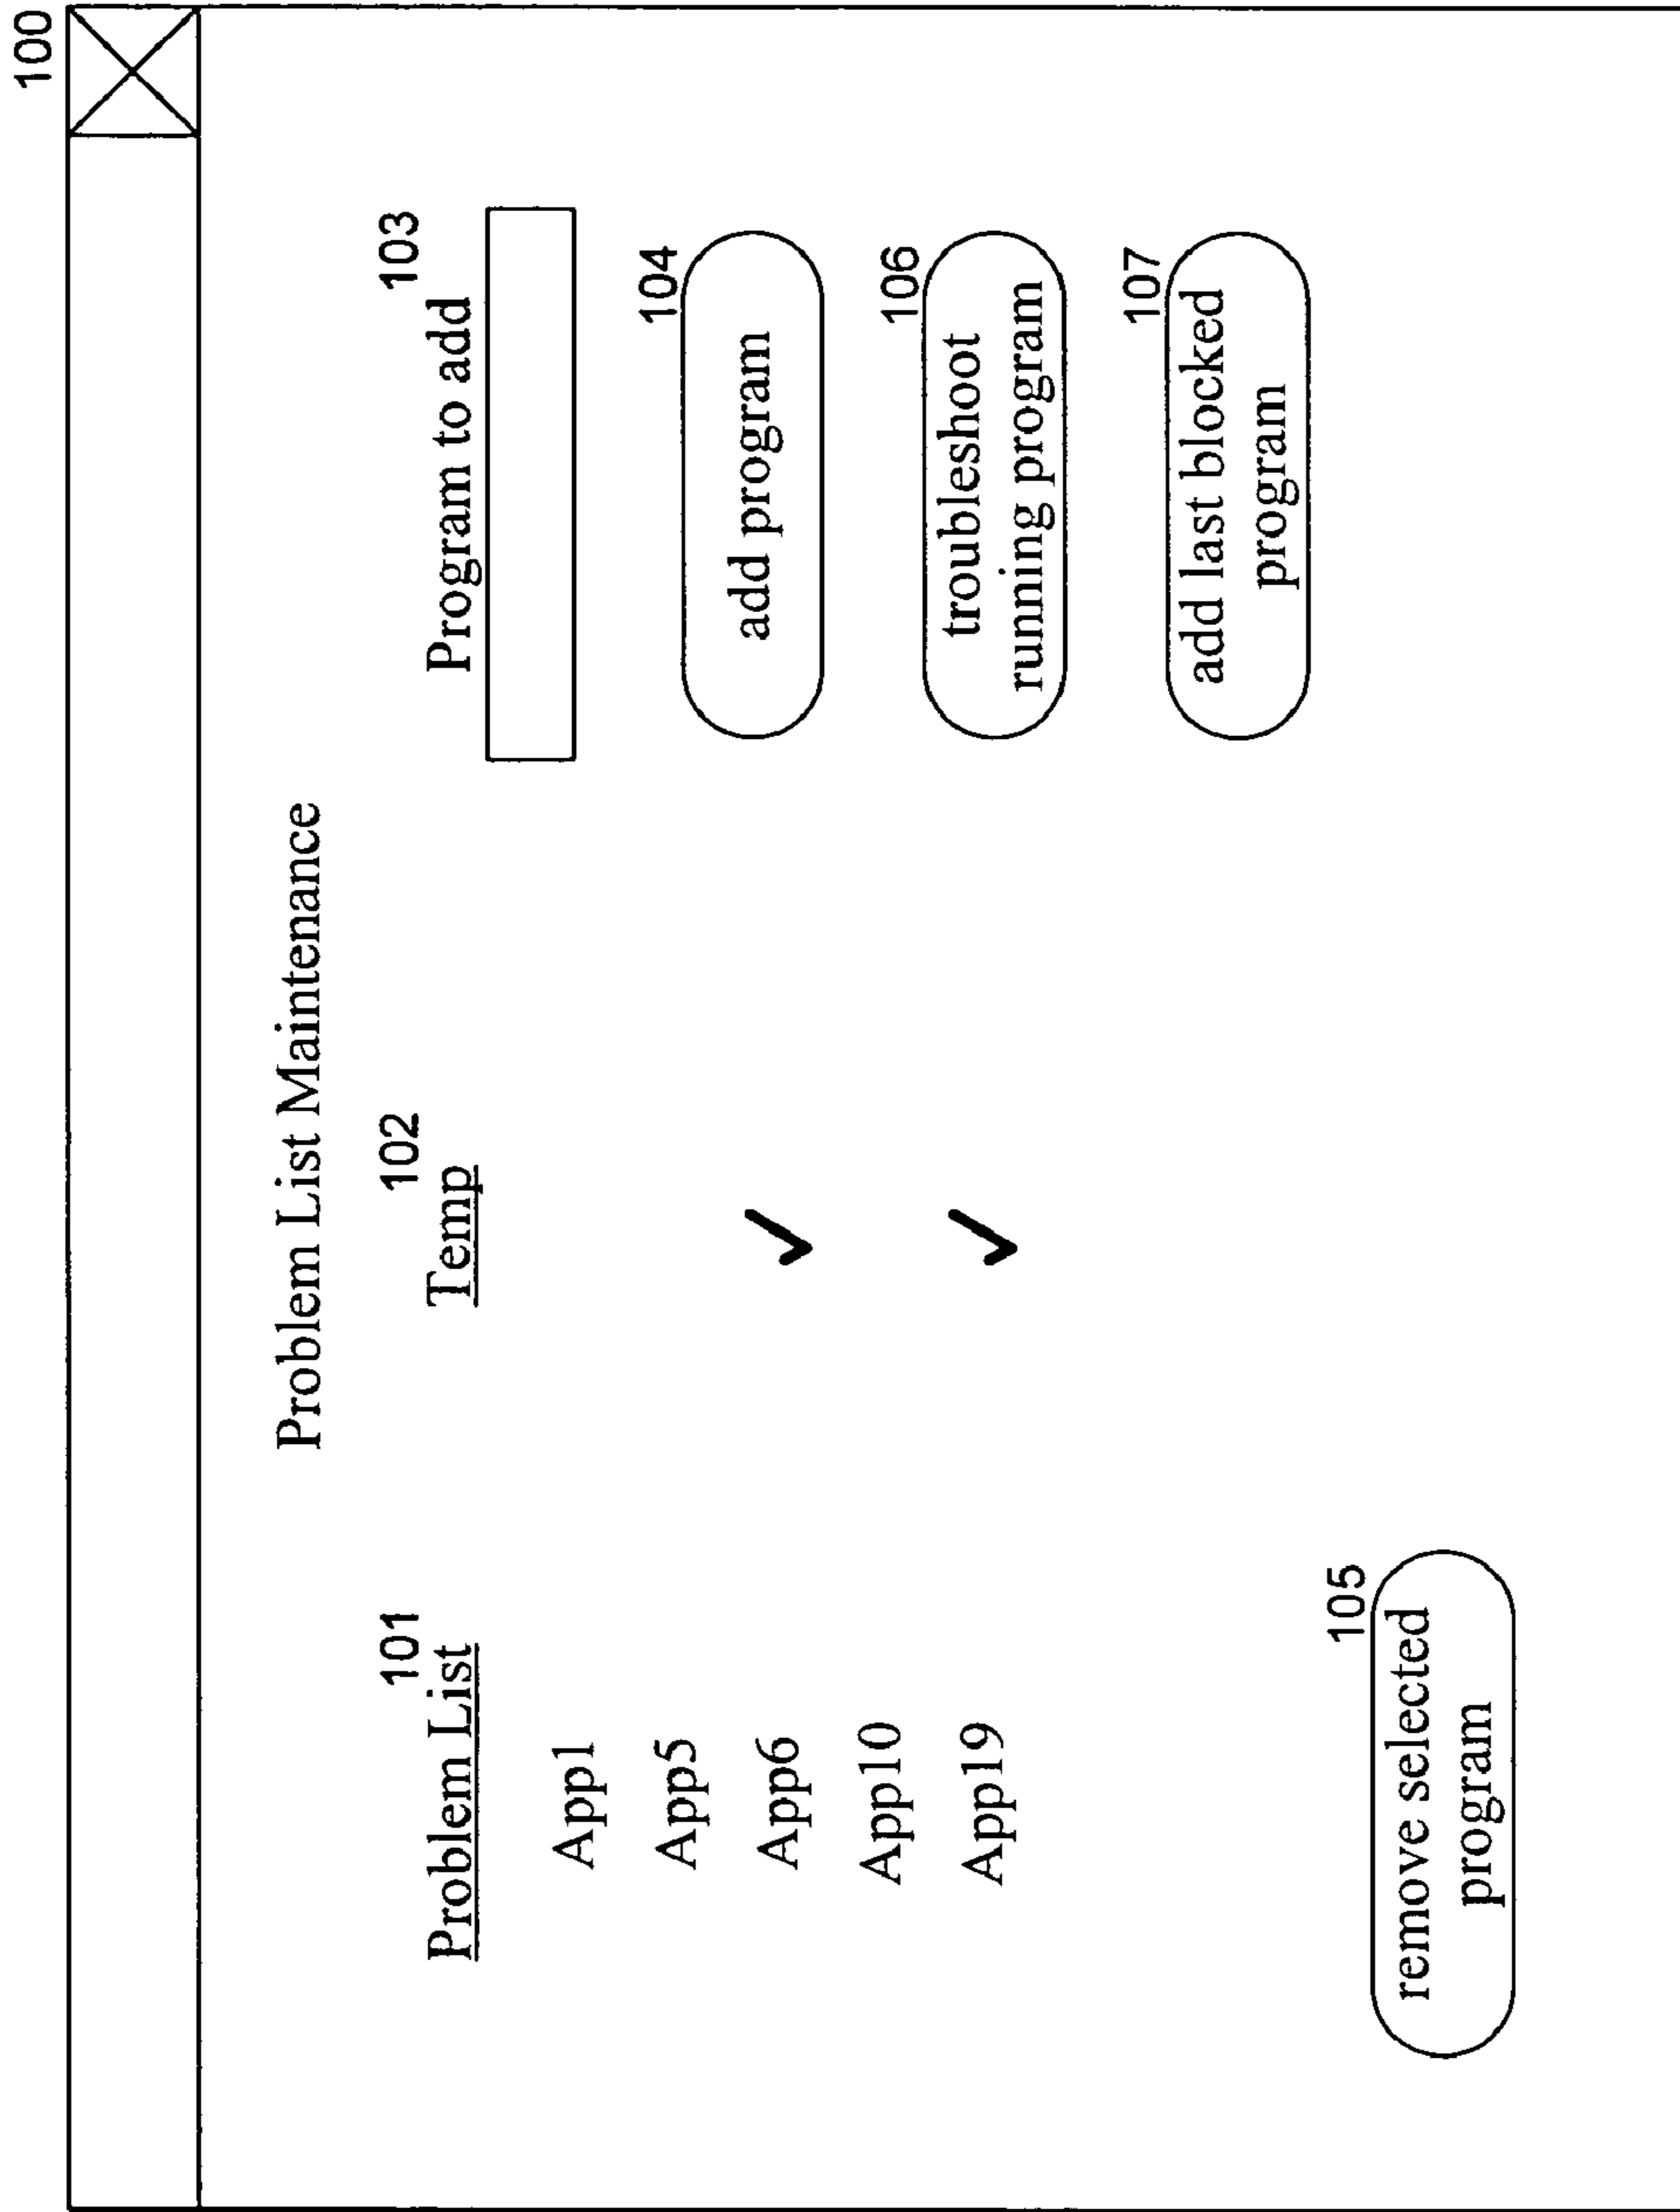 100
Problem List Maintenance
101 102 103
Problem List Temp Program to add
App1
App5
App6 ✓
App10
App19 ✓
104
add program
106
troubleshoot
running program
107
add last blocked
program
105
remove selected
program